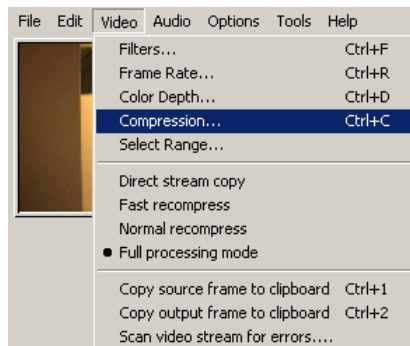 File Edit Video Audio Options Tools Help
Filters... Ctrl+F
Frame Rate... Ctrl+R
Color Depth... Ctrl+D
Compression... Ctrl+C
Select Range...
Direct stream copy
Fast recompress
Normal recompress
Full processing mode
Copy source frame to clipboard Ctrl+1
Copy output frame to clipboard Ctrl+2
Scan video stream for errors....